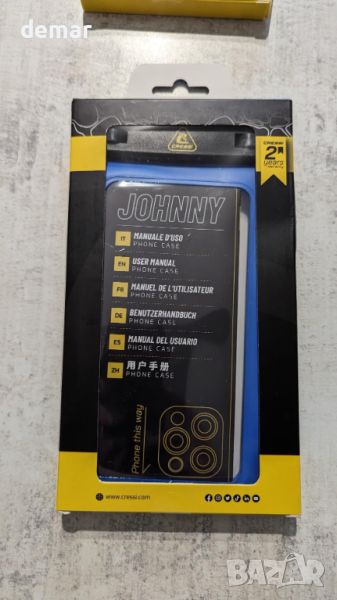 demar
CRESSI
CRESSI
2
years
JOHNNY
IT MANUALE D'USO
PHONE CASE
EN USER MANUAL
PHONE CASE
FR MANUEL DE L'UTILISATEUR
PHONE CASE
DE BENUTZERHANDBUCH
PHONE CASE
ES MANUAL DEL USUARIO
PHONE CASE
ZH 用户手册
PHONE CASE
Phone this way
www.cressi.com
BAZAR